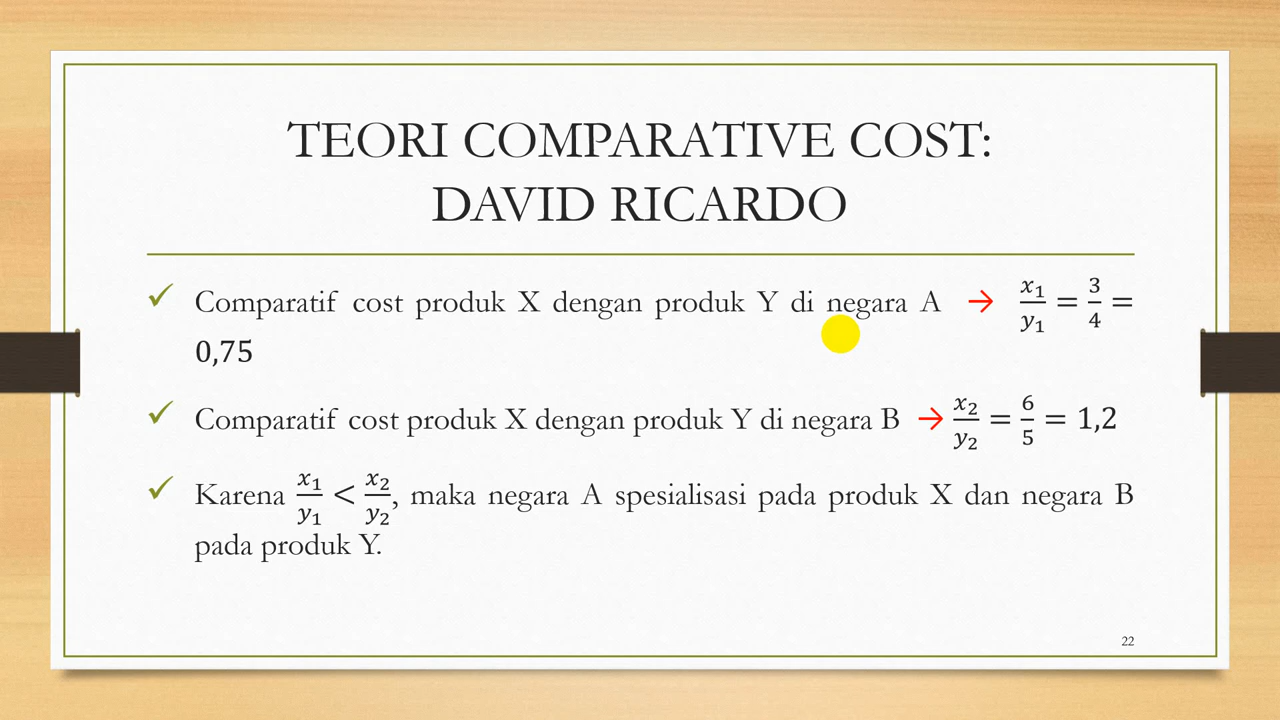 TEORI COMPARATIVE COST:
DAVID RICARDO
✓ Comparatif cost produk X dengan produk Y di negara A → x₁/y₁ = 3/4 =
0,75
✓ Comparatif cost produk X dengan produk Y di negara B → x₂/y₂ = 6/5 = 1,2
✓ Karena x₁/y₁ < x₂/y₂, maka negara A spesialisasi pada produk X dan negara B
pada produk Y.
22